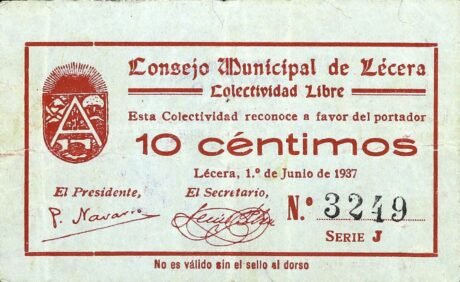 Consejo Municipal de Lécera
Colectividad Libre
Esta Colectividad reconoce a favor del portador
10 céntimos
Lécera, 1.º de Junio de 1937
El Presidente, El Secretario,
P. Navarro
N.º 3249
SERIE J
No es válido sin el sello al dorso